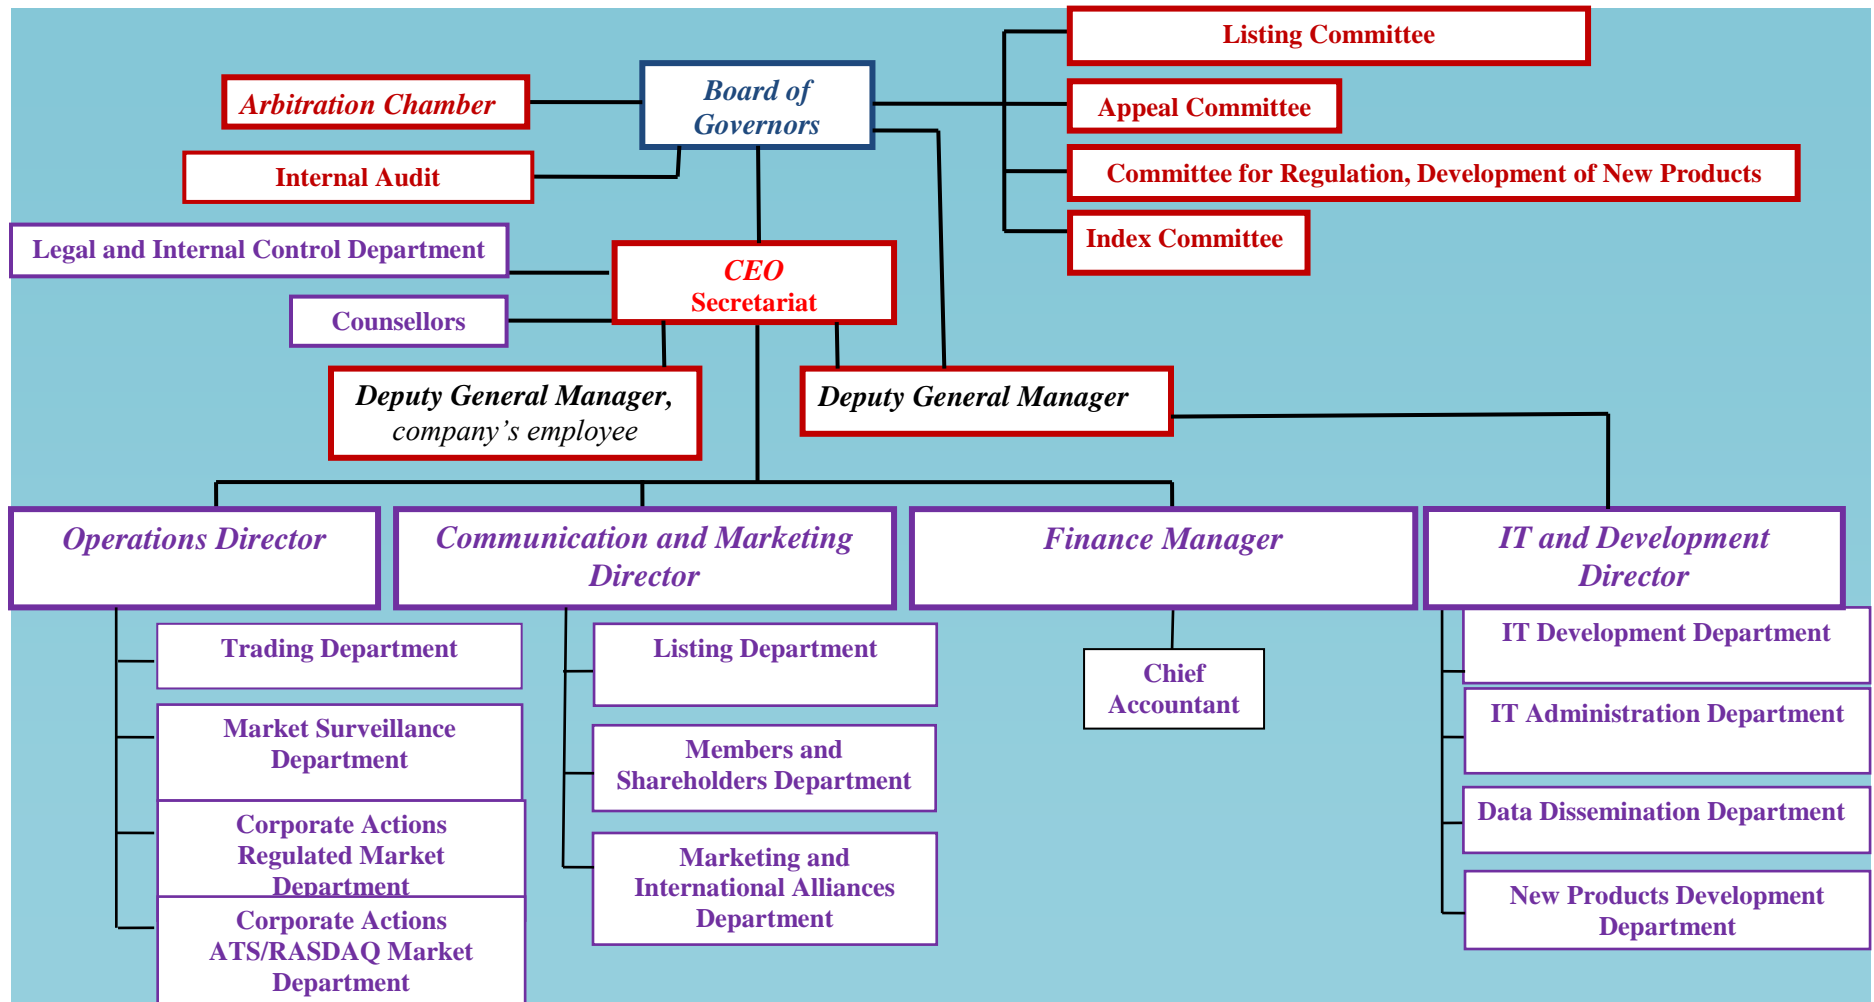 Listing Committee
Board of
Governors
Arbitration Chamber
Appeal Committee
Internal Audit
Committee for Regulation, Development of New Products
Index Committee
Legal and Internal Control Department
CEO
Secretariat
Counsellors
Deputy General Manager,
company’s employee
Deputy General Manager
Operations Director
Communication and Marketing
Director
Finance Manager
IT and Development
Director
Trading Department
Market Surveillance
Department
Corporate Actions
Regulated Market
Department
Corporate Actions
ATS/RASDAQ Market
Department
Listing Department
Members and
Shareholders Department
Marketing and
International Alliances
Department
Chief
Accountant
IT Development Department
IT Administration Department
Data Dissemination Department
New Products Development
Department